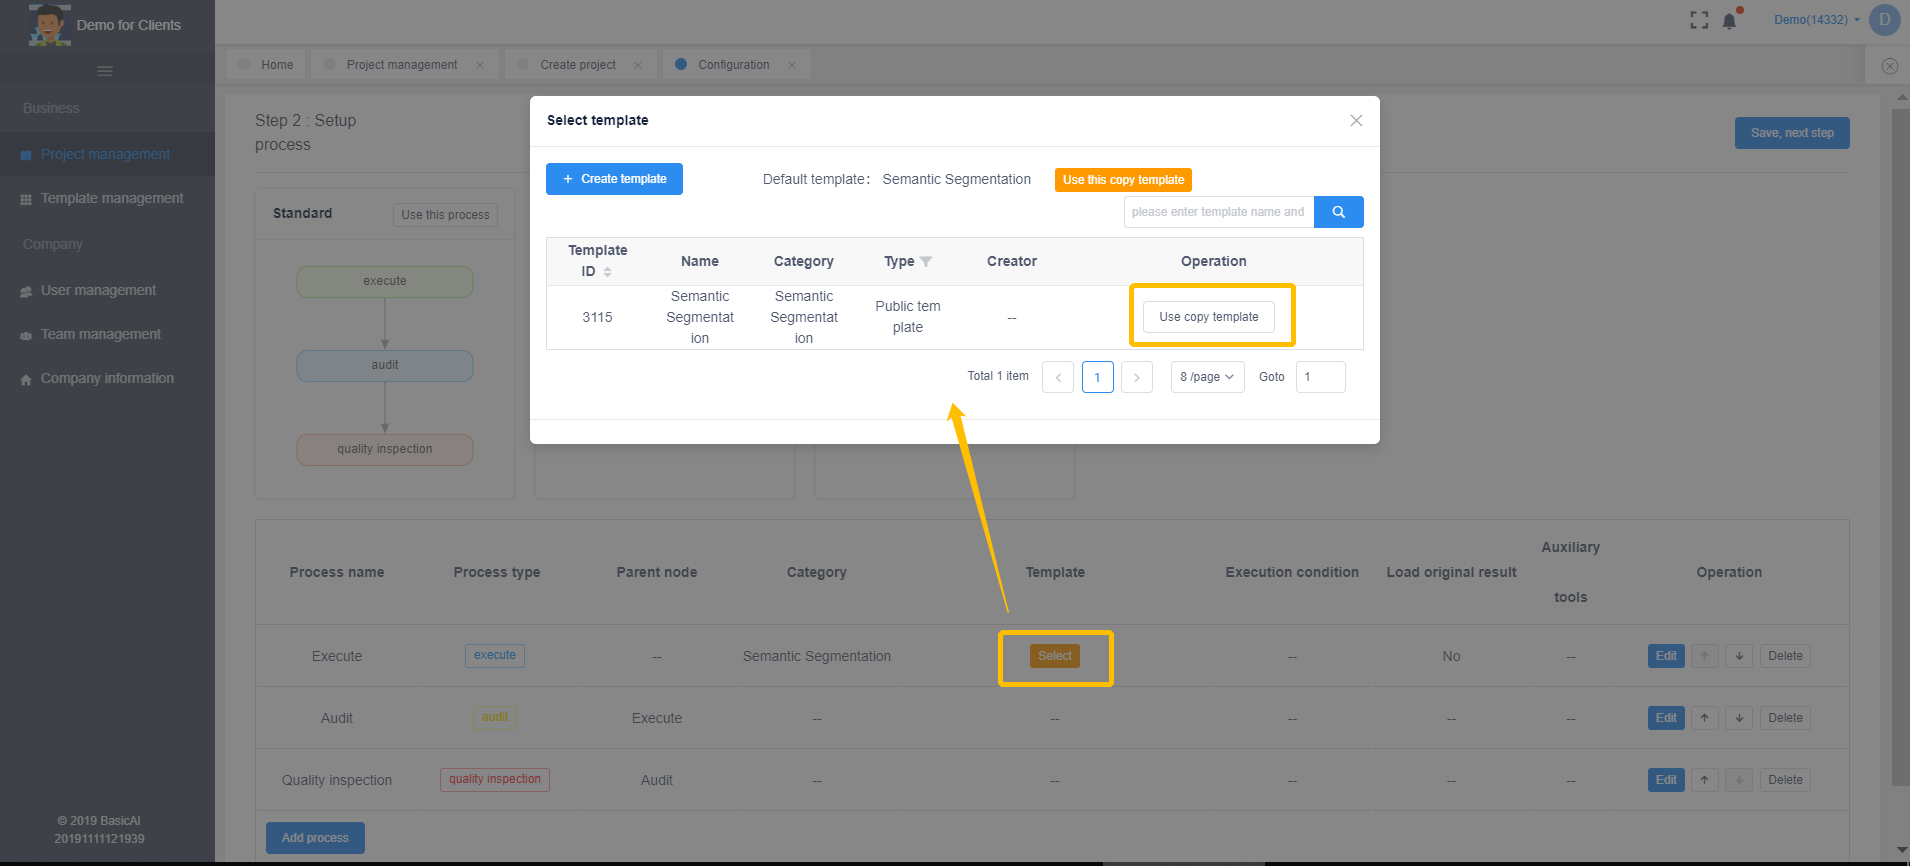 Demo for Clients
Demo(14332)
D
Home
Project management
Create project
Configuration
Business
Project management
Template management
Company
User management
Team management
Company information
© 2019 BasicAI
20191111121939
Step 2 : Setup
process
Save, next step
Standard
Use this process
execute
audit
quality inspection
Select template
+ Create template
Default template: Semantic Segmentation
Use this copy template
please enter template name and
Template
ID
Name
Category
Type
Creator
Operation
3115
Semantic
Segmentat
ion
Semantic
Segmentat
ion
Public tem
plate
--
Use copy template
Total 1 item
<
1
>
8 /page
Goto
1
Process name
Process type
Parent node
Category
Template
Execution condition
Load original result
Auxiliary
tools
Operation
Execute
execute
--
Semantic Segmentation
Select
--
No
--
Edit
↑
↓
Delete
Audit
audit
Execute
--
--
--
--
--
Edit
↑
↓
Delete
Quality inspection
quality inspection
Audit
--
--
--
--
--
Edit
↑
↓
Delete
Add process